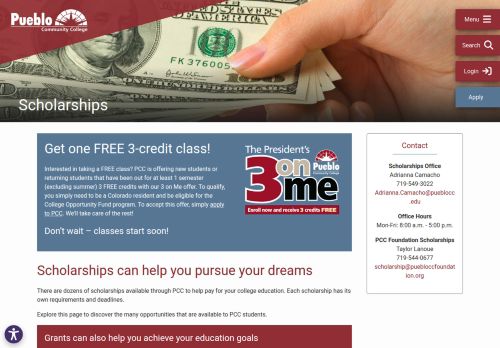 Pueblo
Community College
FK 376005
Menu
Search
Login
Apply
Scholarships
Get one FREE 3-credit class!
Interested in taking a FREE class? PCC is offering new students or
returning students that have been out for at least 1 semester
(excluding summer) 3 FREE credits with our 3 on Me offer. To qualify,
you simply need to be a Colorado resident and be eligible for the
College Opportunity Fund program. To accept this offer, simply apply
to PCC. We'll take care of the rest!
Don't wait – classes start soon!
The President's
3 on me
Pueblo
Community College
Enroll now and receive 3 credits FREE
Contact
Scholarships Office
Adrianna Camacho
719-549-3022
Adrianna.Camacho@pueblocc.
edu
Office Hours
Mon-Fri: 8:00 a.m. - 5:00 p.m.
PCC Foundation Scholarships
Taylor Lanoue
719-544-0677
scholarship@puebloccfoundat
ion.org
Scholarships can help you pursue your dreams
There are dozens of scholarships available through PCC to help pay for your college education. Each scholarship has its
own requirements and deadlines.
Explore this page to discover the many opportunities that are available to PCC students.
Grants can also help you achieve your education goals